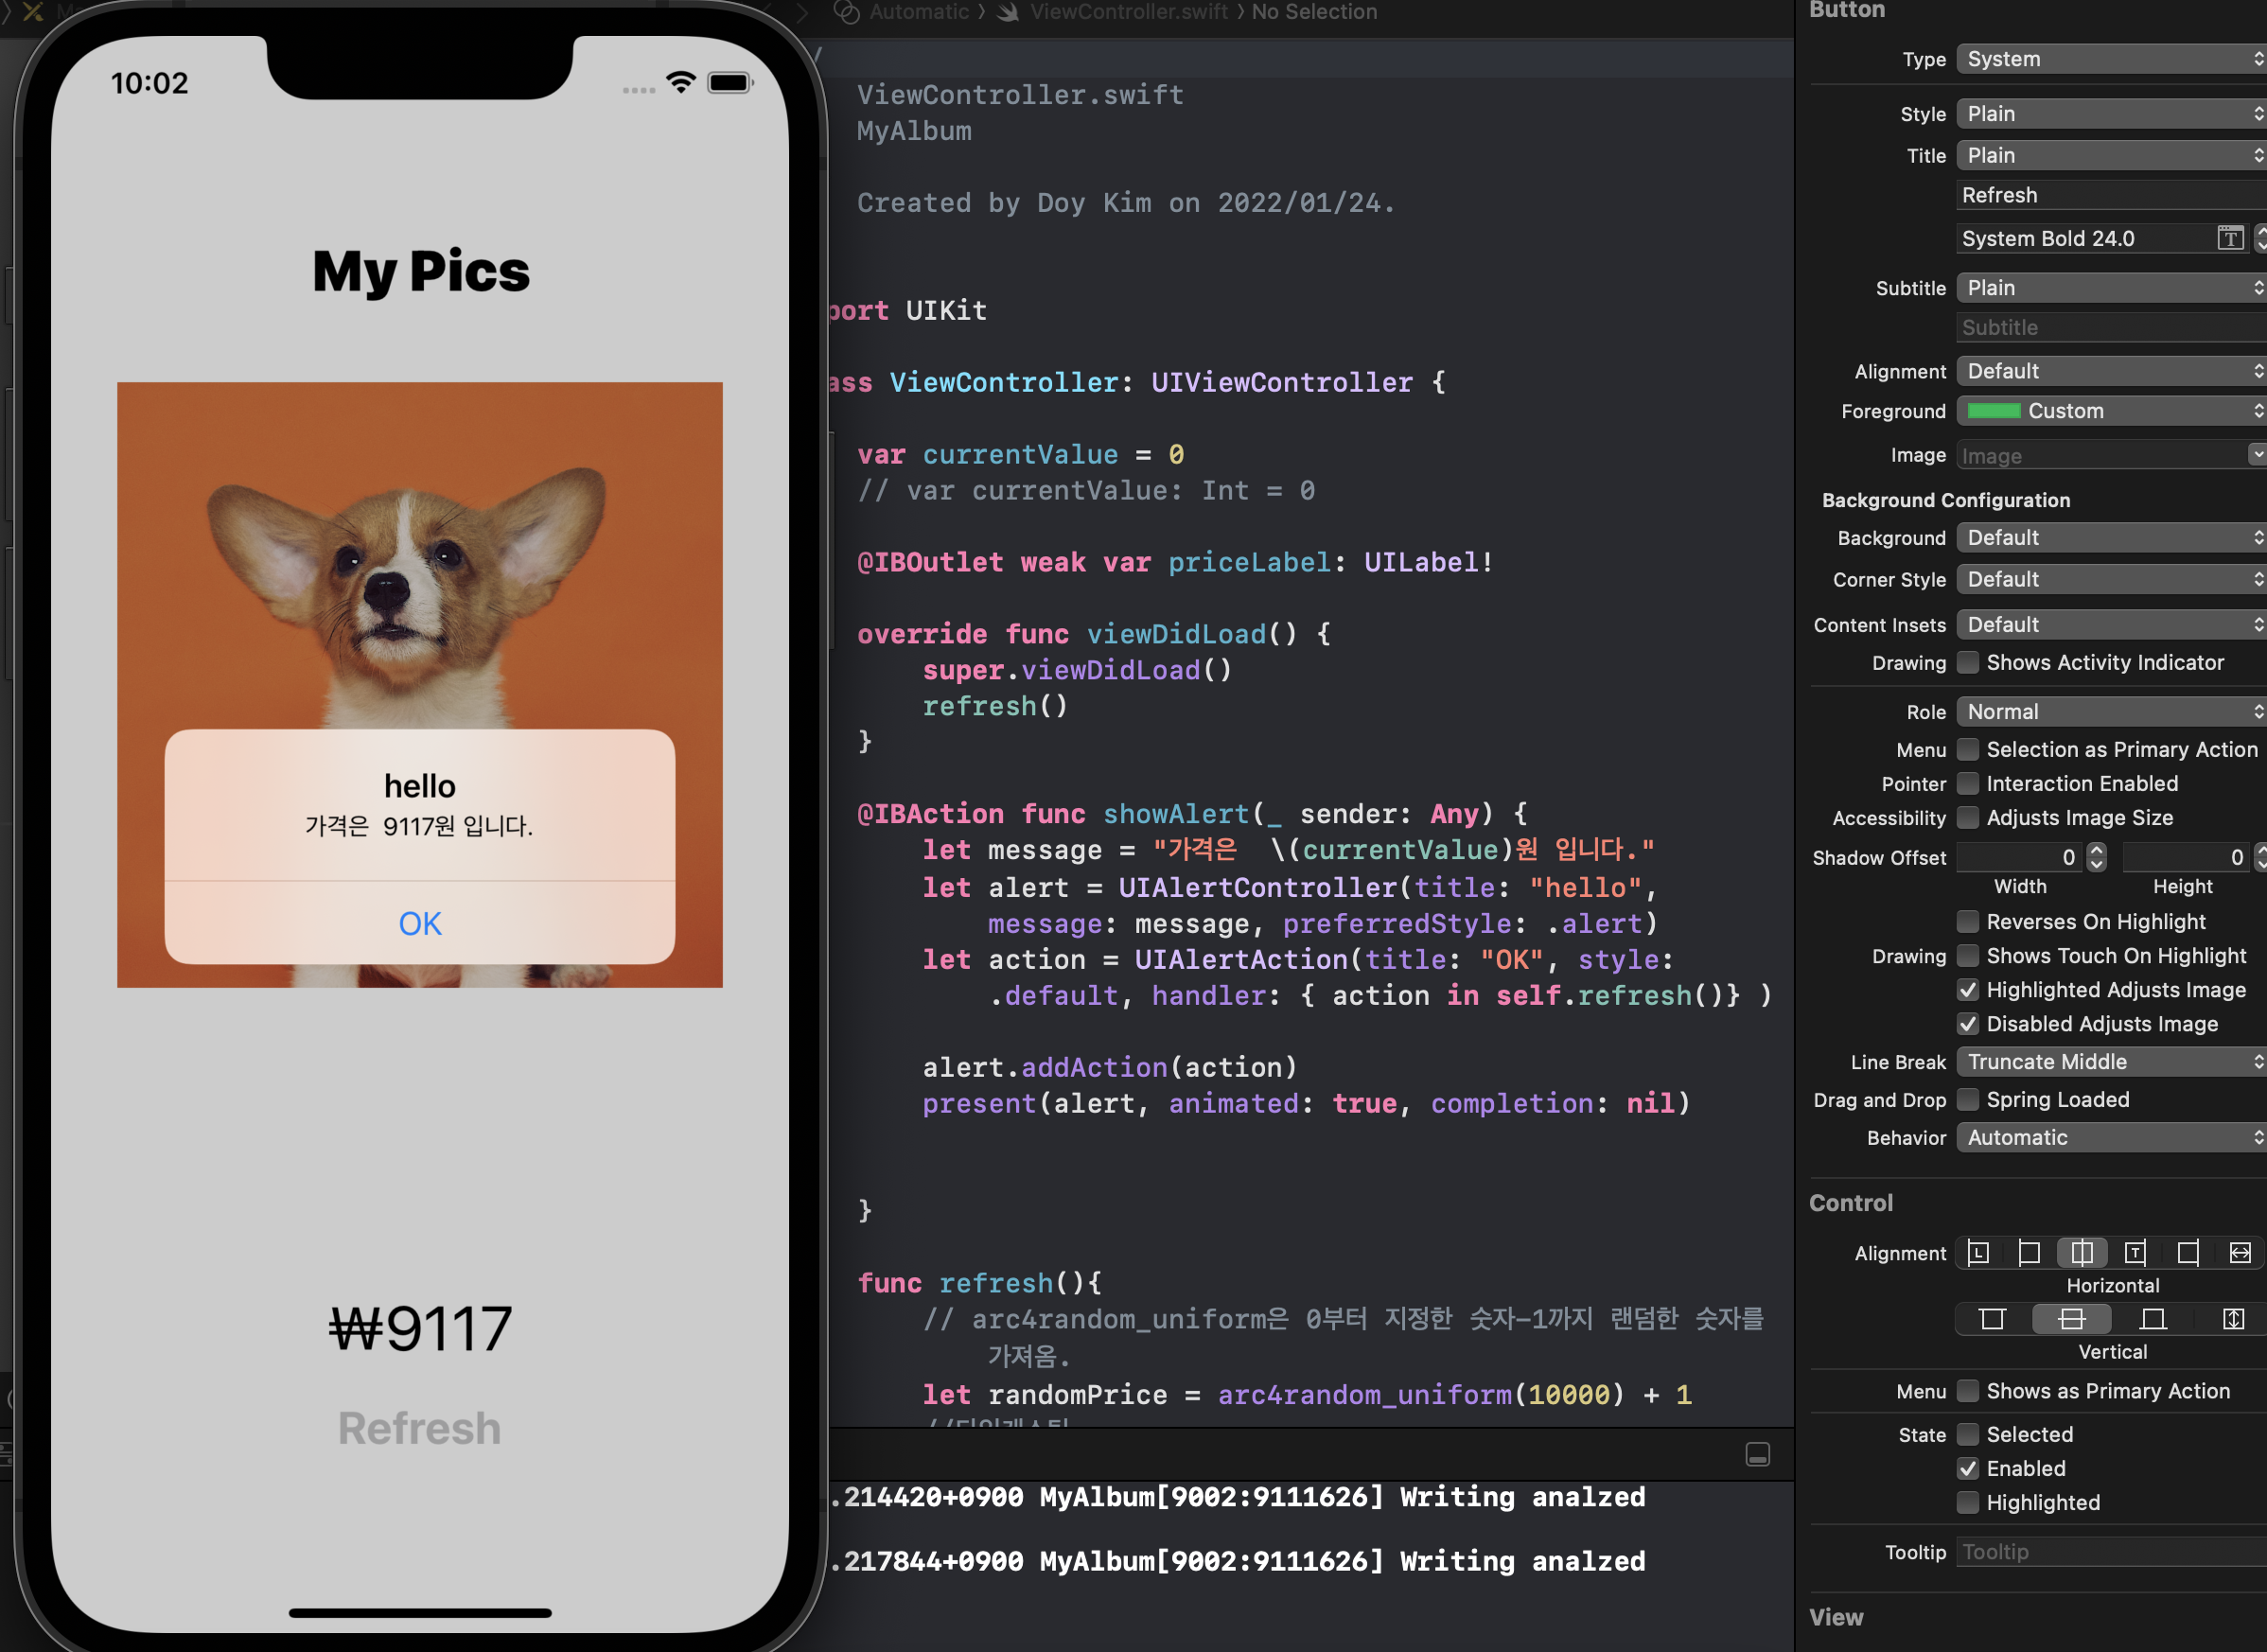 10:02
My Pics
hello
가격은  9117원 입니다.
OK
₩9117
Refresh
Automatic 〉 ViewController.swift 〉 No Selection
/
ViewController.swift
MyAlbum
Created by Doy Kim on 2022/01/24.
port UIKit
ass ViewController: UIViewController {
var currentValue = 0
// var currentValue: Int = 0
@IBOutlet weak var priceLabel: UILabel!
override func viewDidLoad() {
super.viewDidLoad()
refresh()
}
@IBAction func showAlert(_ sender: Any) {
let message = "가격은  \(currentValue)원 입니다."
let alert = UIAlertController(title: "hello",
message: message, preferredStyle: .alert)
let action = UIAlertAction(title: "OK", style:
.default, handler: { action in self.refresh()} )
alert.addAction(action)
present(alert, animated: true, completion: nil)
}
func refresh(){
// arc4random_uniform은 0부터 지정한 숫자-1까지 랜덤한 숫자를
가져옴.
let randomPrice = arc4random_uniform(10000) + 1
.214420+0900 MyAlbum[9002:9111626] Writing analzed
.217844+0900 MyAlbum[9002:9111626] Writing analzed
Button
Type System
Style Plain
Title Plain
Refresh
System Bold 24.0 T
Subtitle Plain
Subtitle
Alignment Default
Foreground Custom
Image Image
Background Configuration
Background Default
Corner Style Default
Content Insets Default
Drawing Shows Activity Indicator
Role Normal
Menu Selection as Primary Action
Pointer Interaction Enabled
Accessibility Adjusts Image Size
Shadow Offset 0 0
Width Height
Reverses On Highlight
Drawing Shows Touch On Highlight
Highlighted Adjusts Image
Disabled Adjusts Image
Line Break Truncate Middle
Drag and Drop Spring Loaded
Behavior Automatic
Control
Alignment L T
Horizontal
Vertical
Menu Shows as Primary Action
State Selected
Enabled
Highlighted
Tooltip Tooltip
View